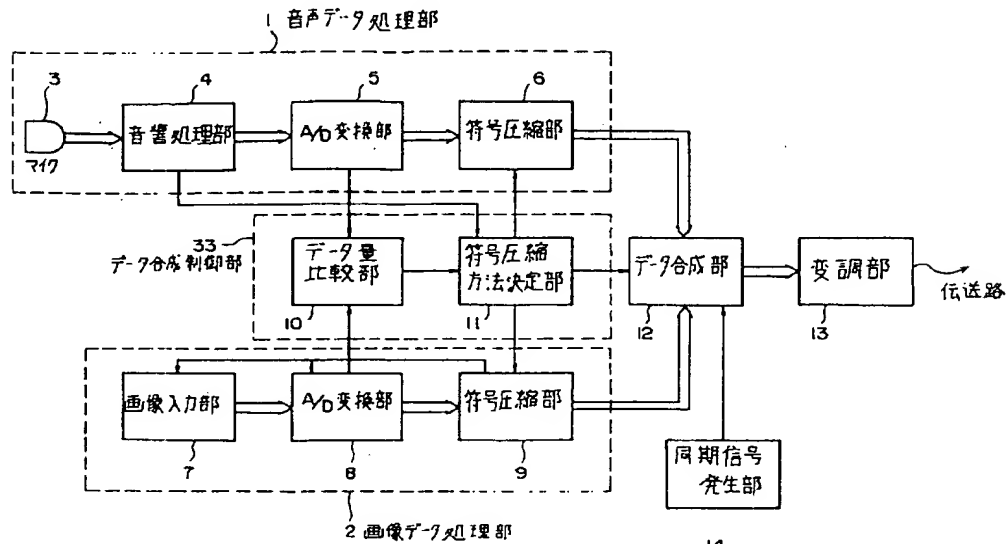 1 音声データ処理部
3
4
5
6
マイク
音響処理部
A/D変換部
符号圧縮部
33
データ合成制御部
データ量
比較部
10
符号圧縮
方法決定部
11
データ合成部
12
変調部
13
伝送路
画像入力部
7
A/D変換部
8
符号圧縮部
9
同期信号
発生部
2 画像データ処理部